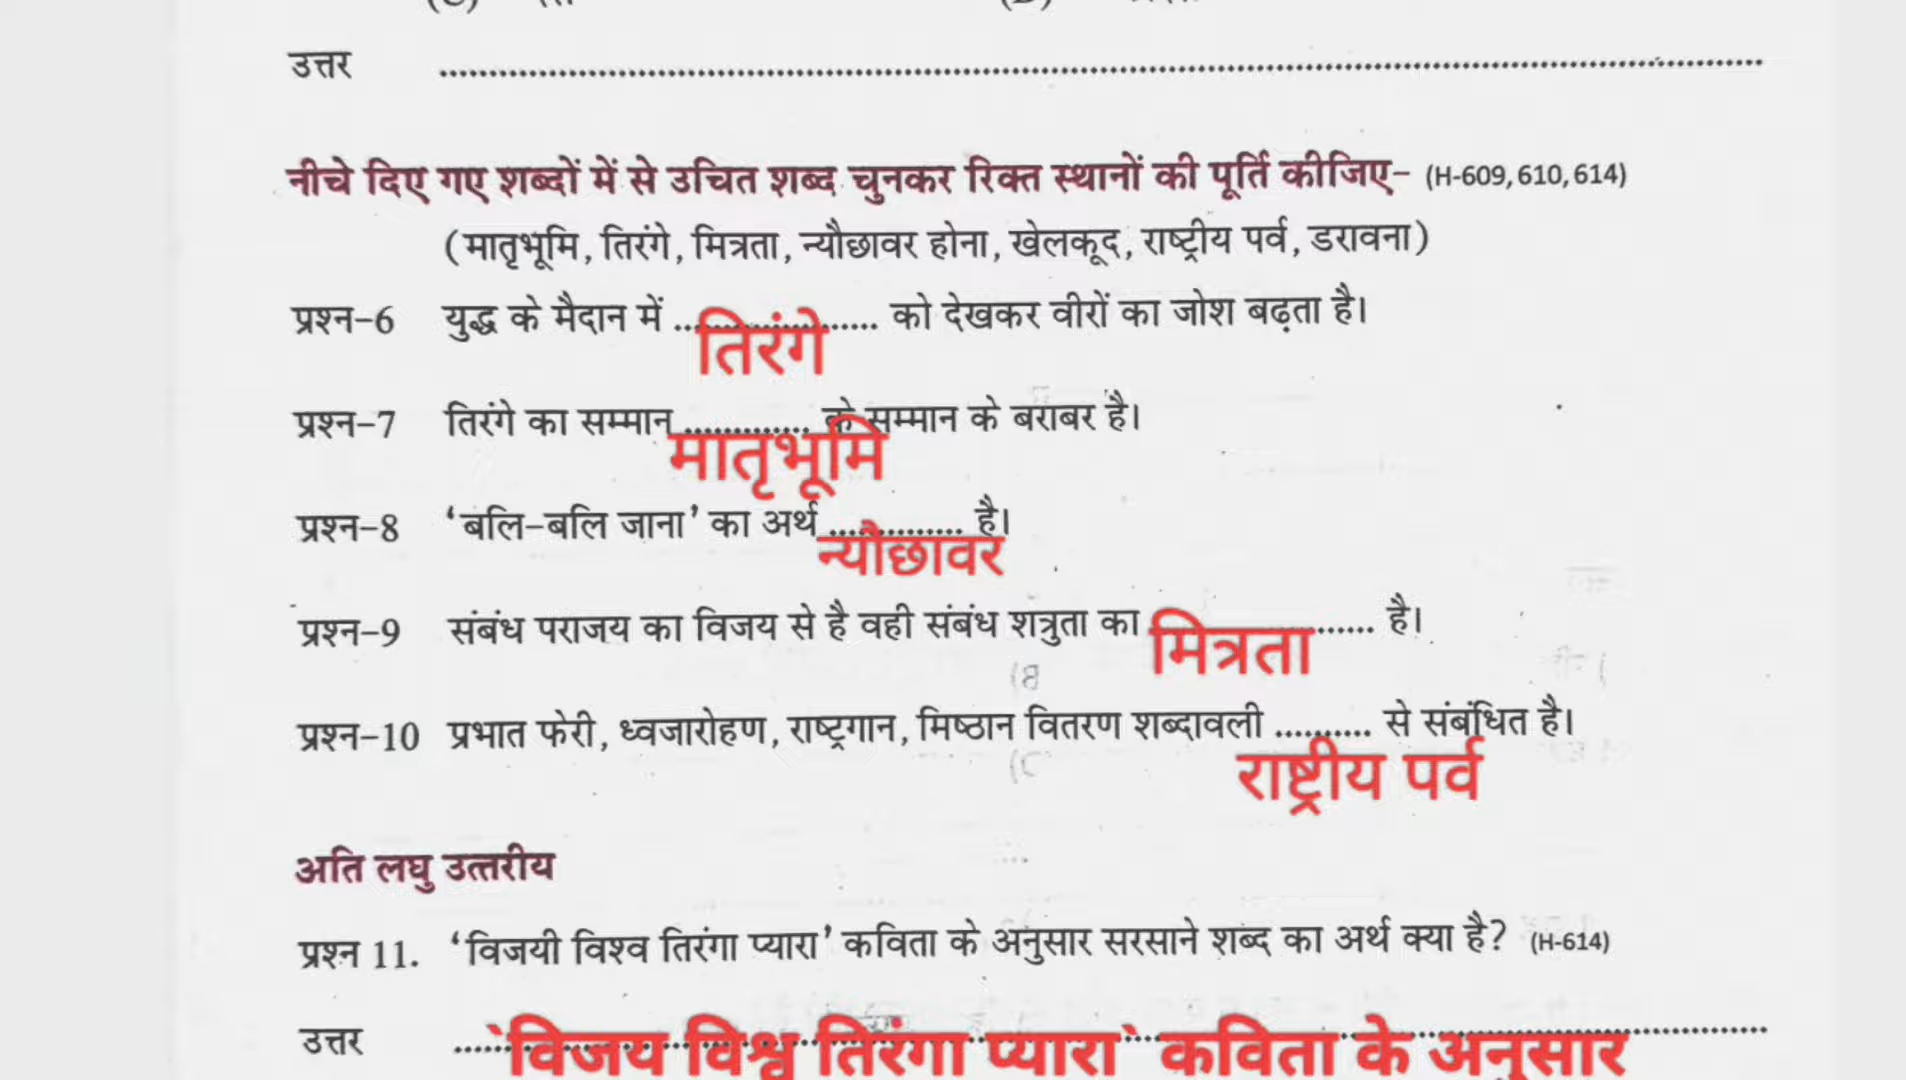 उत्तर ............................................................
नीचे दिए गए शब्दों में से उचित शब्द चुनकर रिक्त स्थानों की पूर्ति कीजिए- (H-609, 610, 614)
(मातृभूमि, तिरंगे, मित्रता, न्यौछावर होना, खेलकूद, राष्ट्रीय पर्व, डरावना)
प्रश्न-6 युद्ध के मैदान में .................... को देखकर वीरों का जोश बढ़ता है।
तिरंगे
प्रश्न-7 तिरंगे का सम्मान ............. के सम्मान के बराबर है।
मातृभूमि
प्रश्न-8 ‘बलि-बलि जाना’ का अर्थ .............. है।
न्यौछावर
प्रश्न-9 संबंध पराजय का विजय से है वही संबंध शत्रुता का मित्रता ...... है।
प्रश्न-10 प्रभात फेरी, ध्वजारोहण, राष्ट्रगान, मिष्ठान वितरण शब्दावली .......... से संबंधित है।
राष्ट्रीय पर्व
अति लघु उत्तरीय
प्रश्न 11. ‘विजयी विश्व तिरंगा प्यारा’ कविता के अनुसार सरसाने शब्द का अर्थ क्या है? (H-614)
उत्तर `विजय विश्व तिरंगा प्यारा` कविता के अनुसार